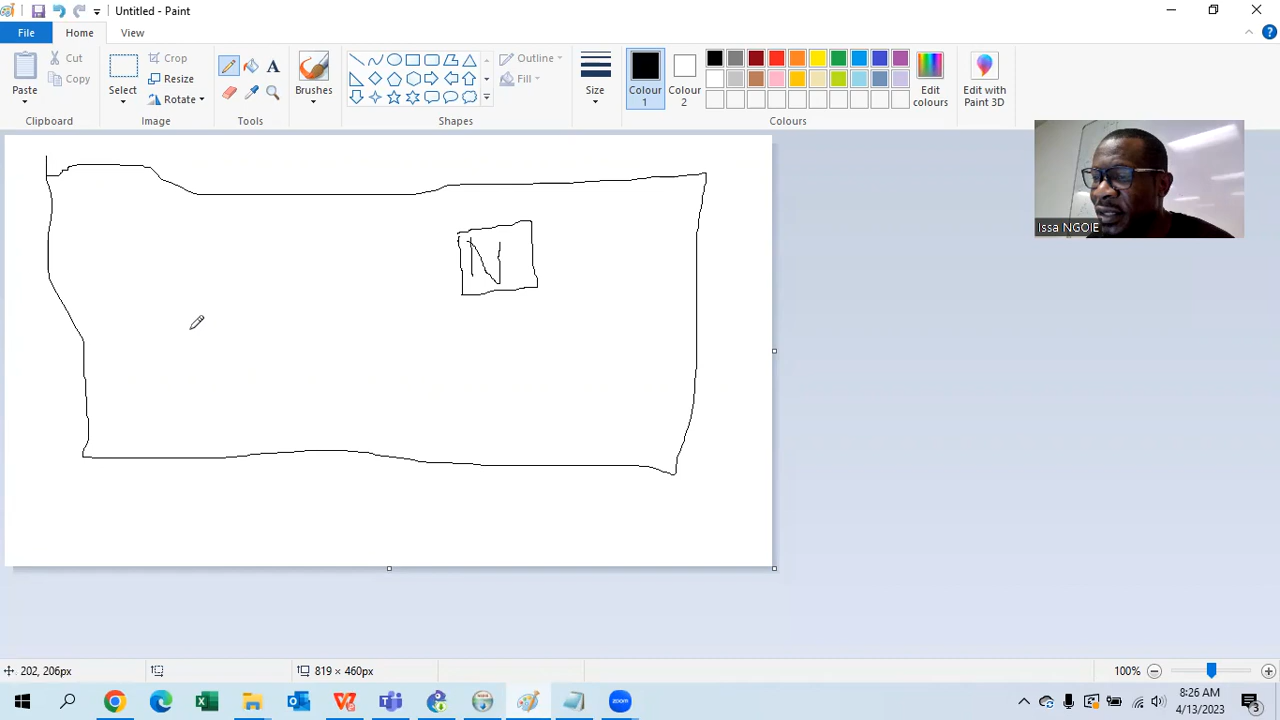 Untitled - Paint
File
Home
View
Paste
Cut
Copy
Clipboard
Select
Crop
Resize
Rotate
Image
A
Tools
Brushes
Outline
Fill
Shapes
Size
Colour
1
Colour
2
Edit
colours
Colours
Edit with
Paint 3D
Issa NGOIE
N
202, 206px
819 × 460px
100%
zoom
8:26 AM
4/13/2023
3